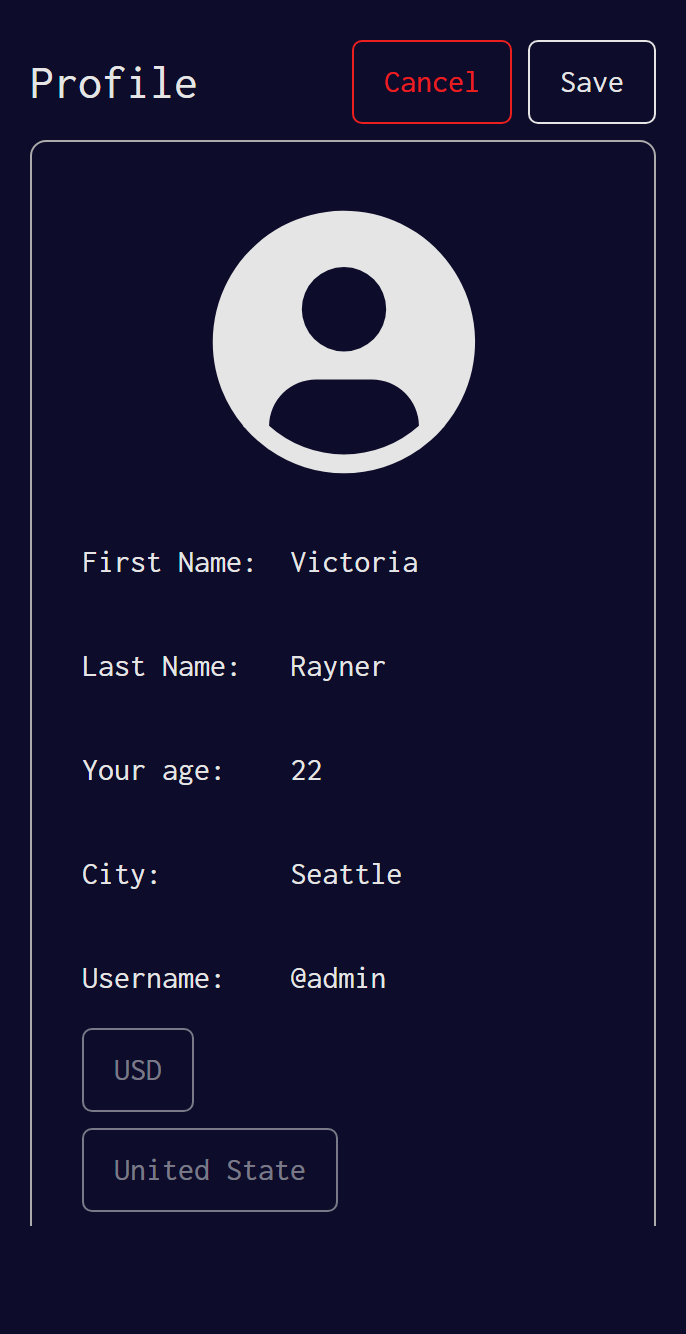 Profile Cancel Save
First Name: Victoria
Last Name: Rayner
Your age: 22
City: Seattle
Username: @admin
USD
United State